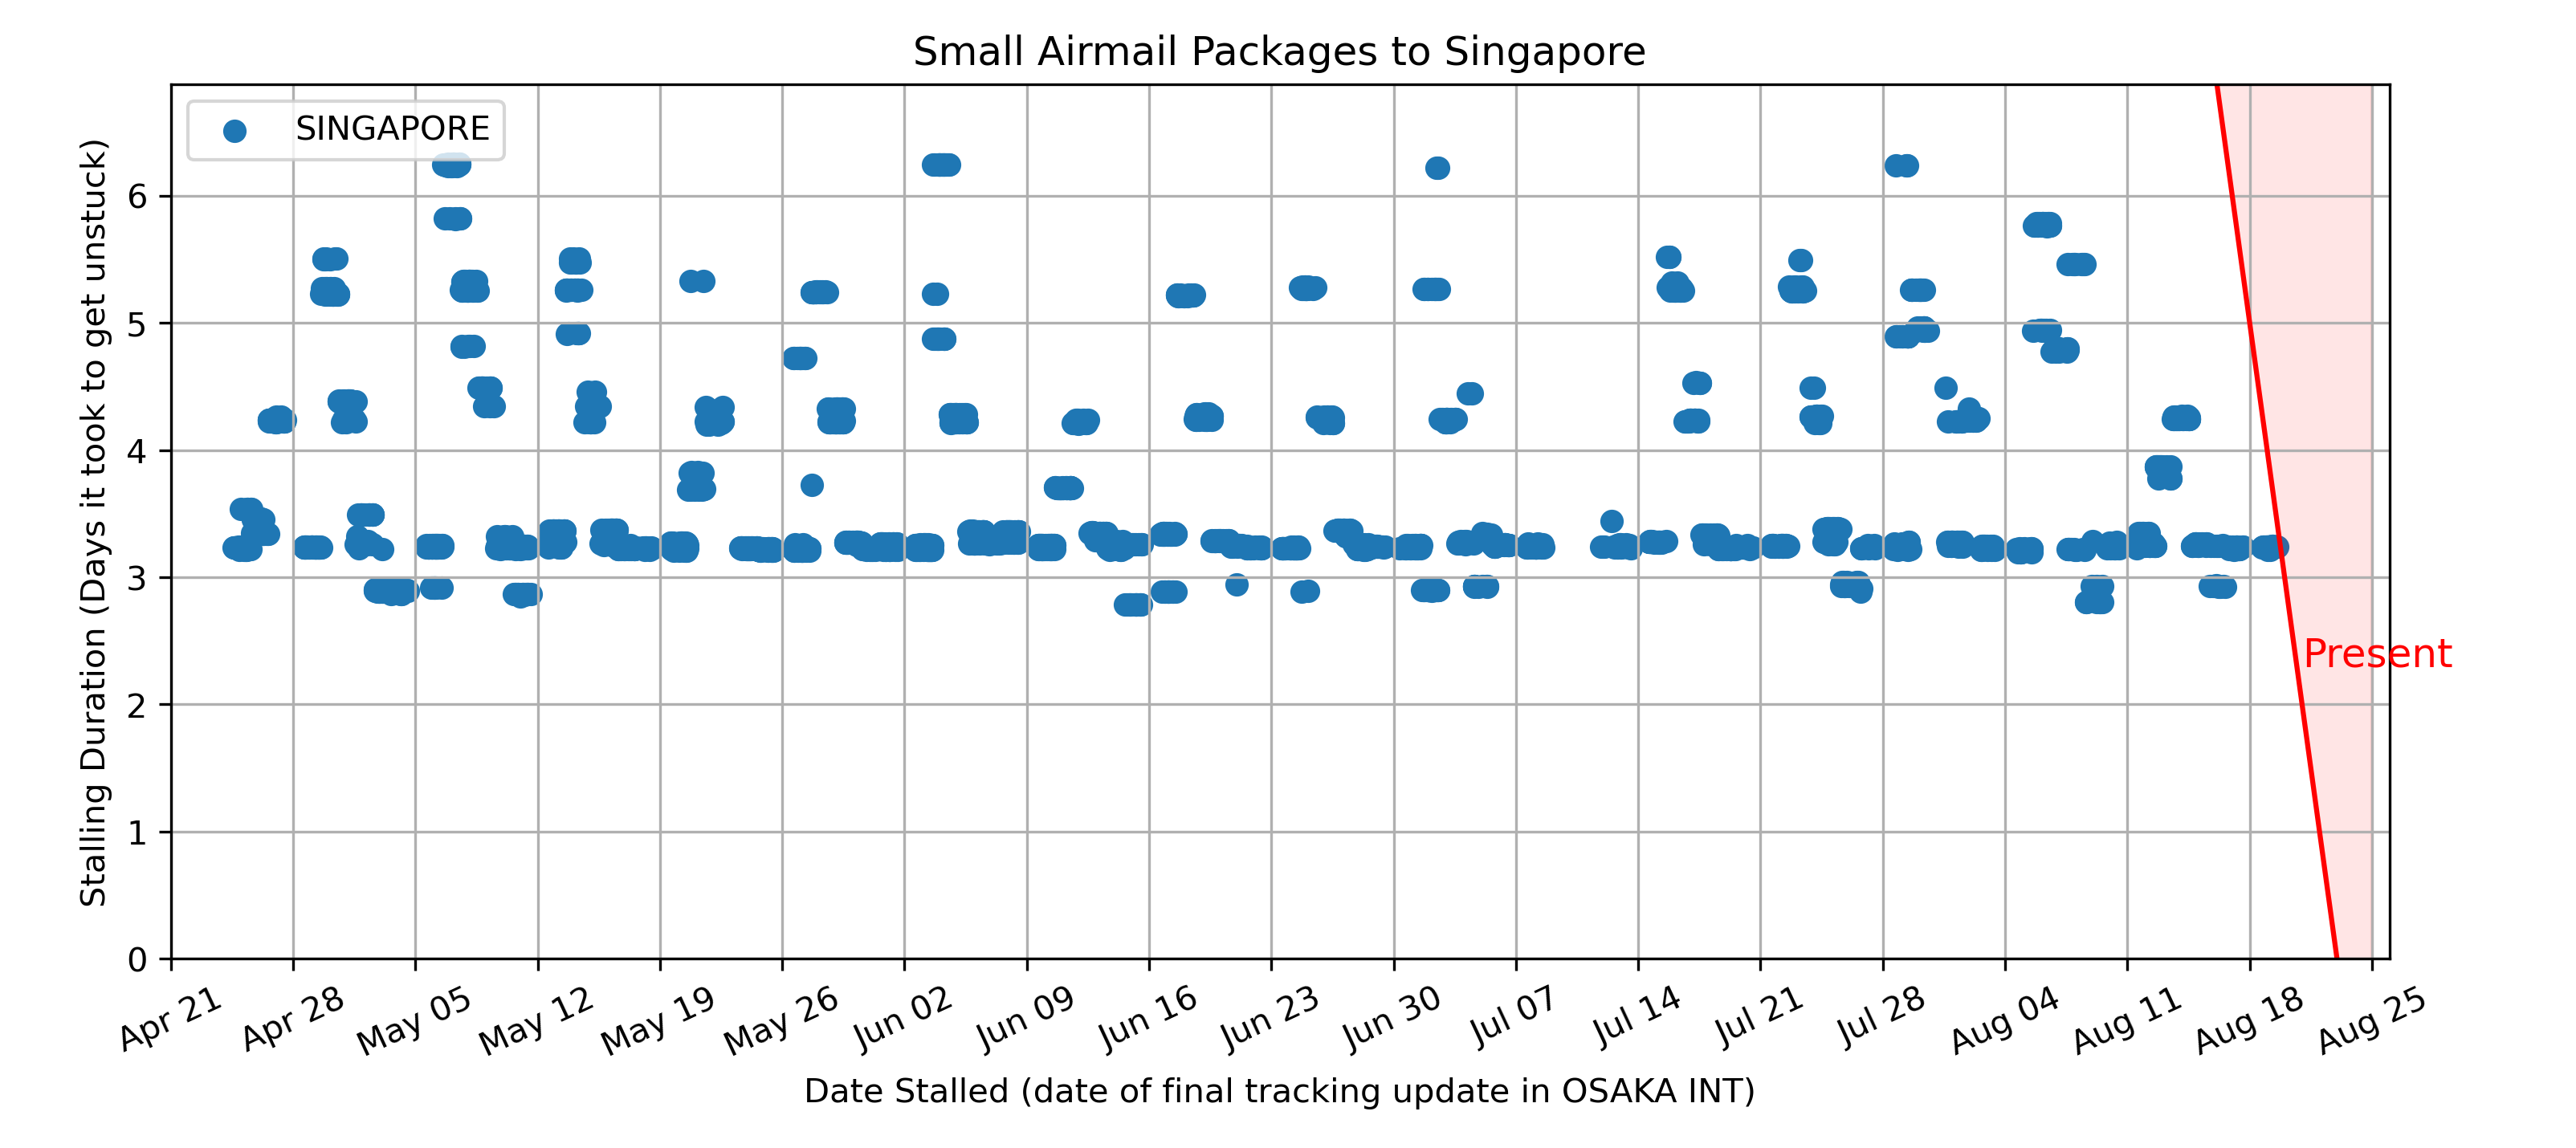 Small Airmail Packages to Singapore
SINGAPORE
Stalling Duration (Days it took to get unstuck)
6
5
4
3
2
1
0
Present
Apr 21
Apr 28
May 05
May 12
May 19
May 26
Jun 02
Jun 09
Jun 16
Jun 23
Jun 30
Jul 07
Jul 14
Jul 21
Jul 28
Aug 04
Aug 11
Aug 18
Aug 25
Date Stalled (date of final tracking update in OSAKA INT)